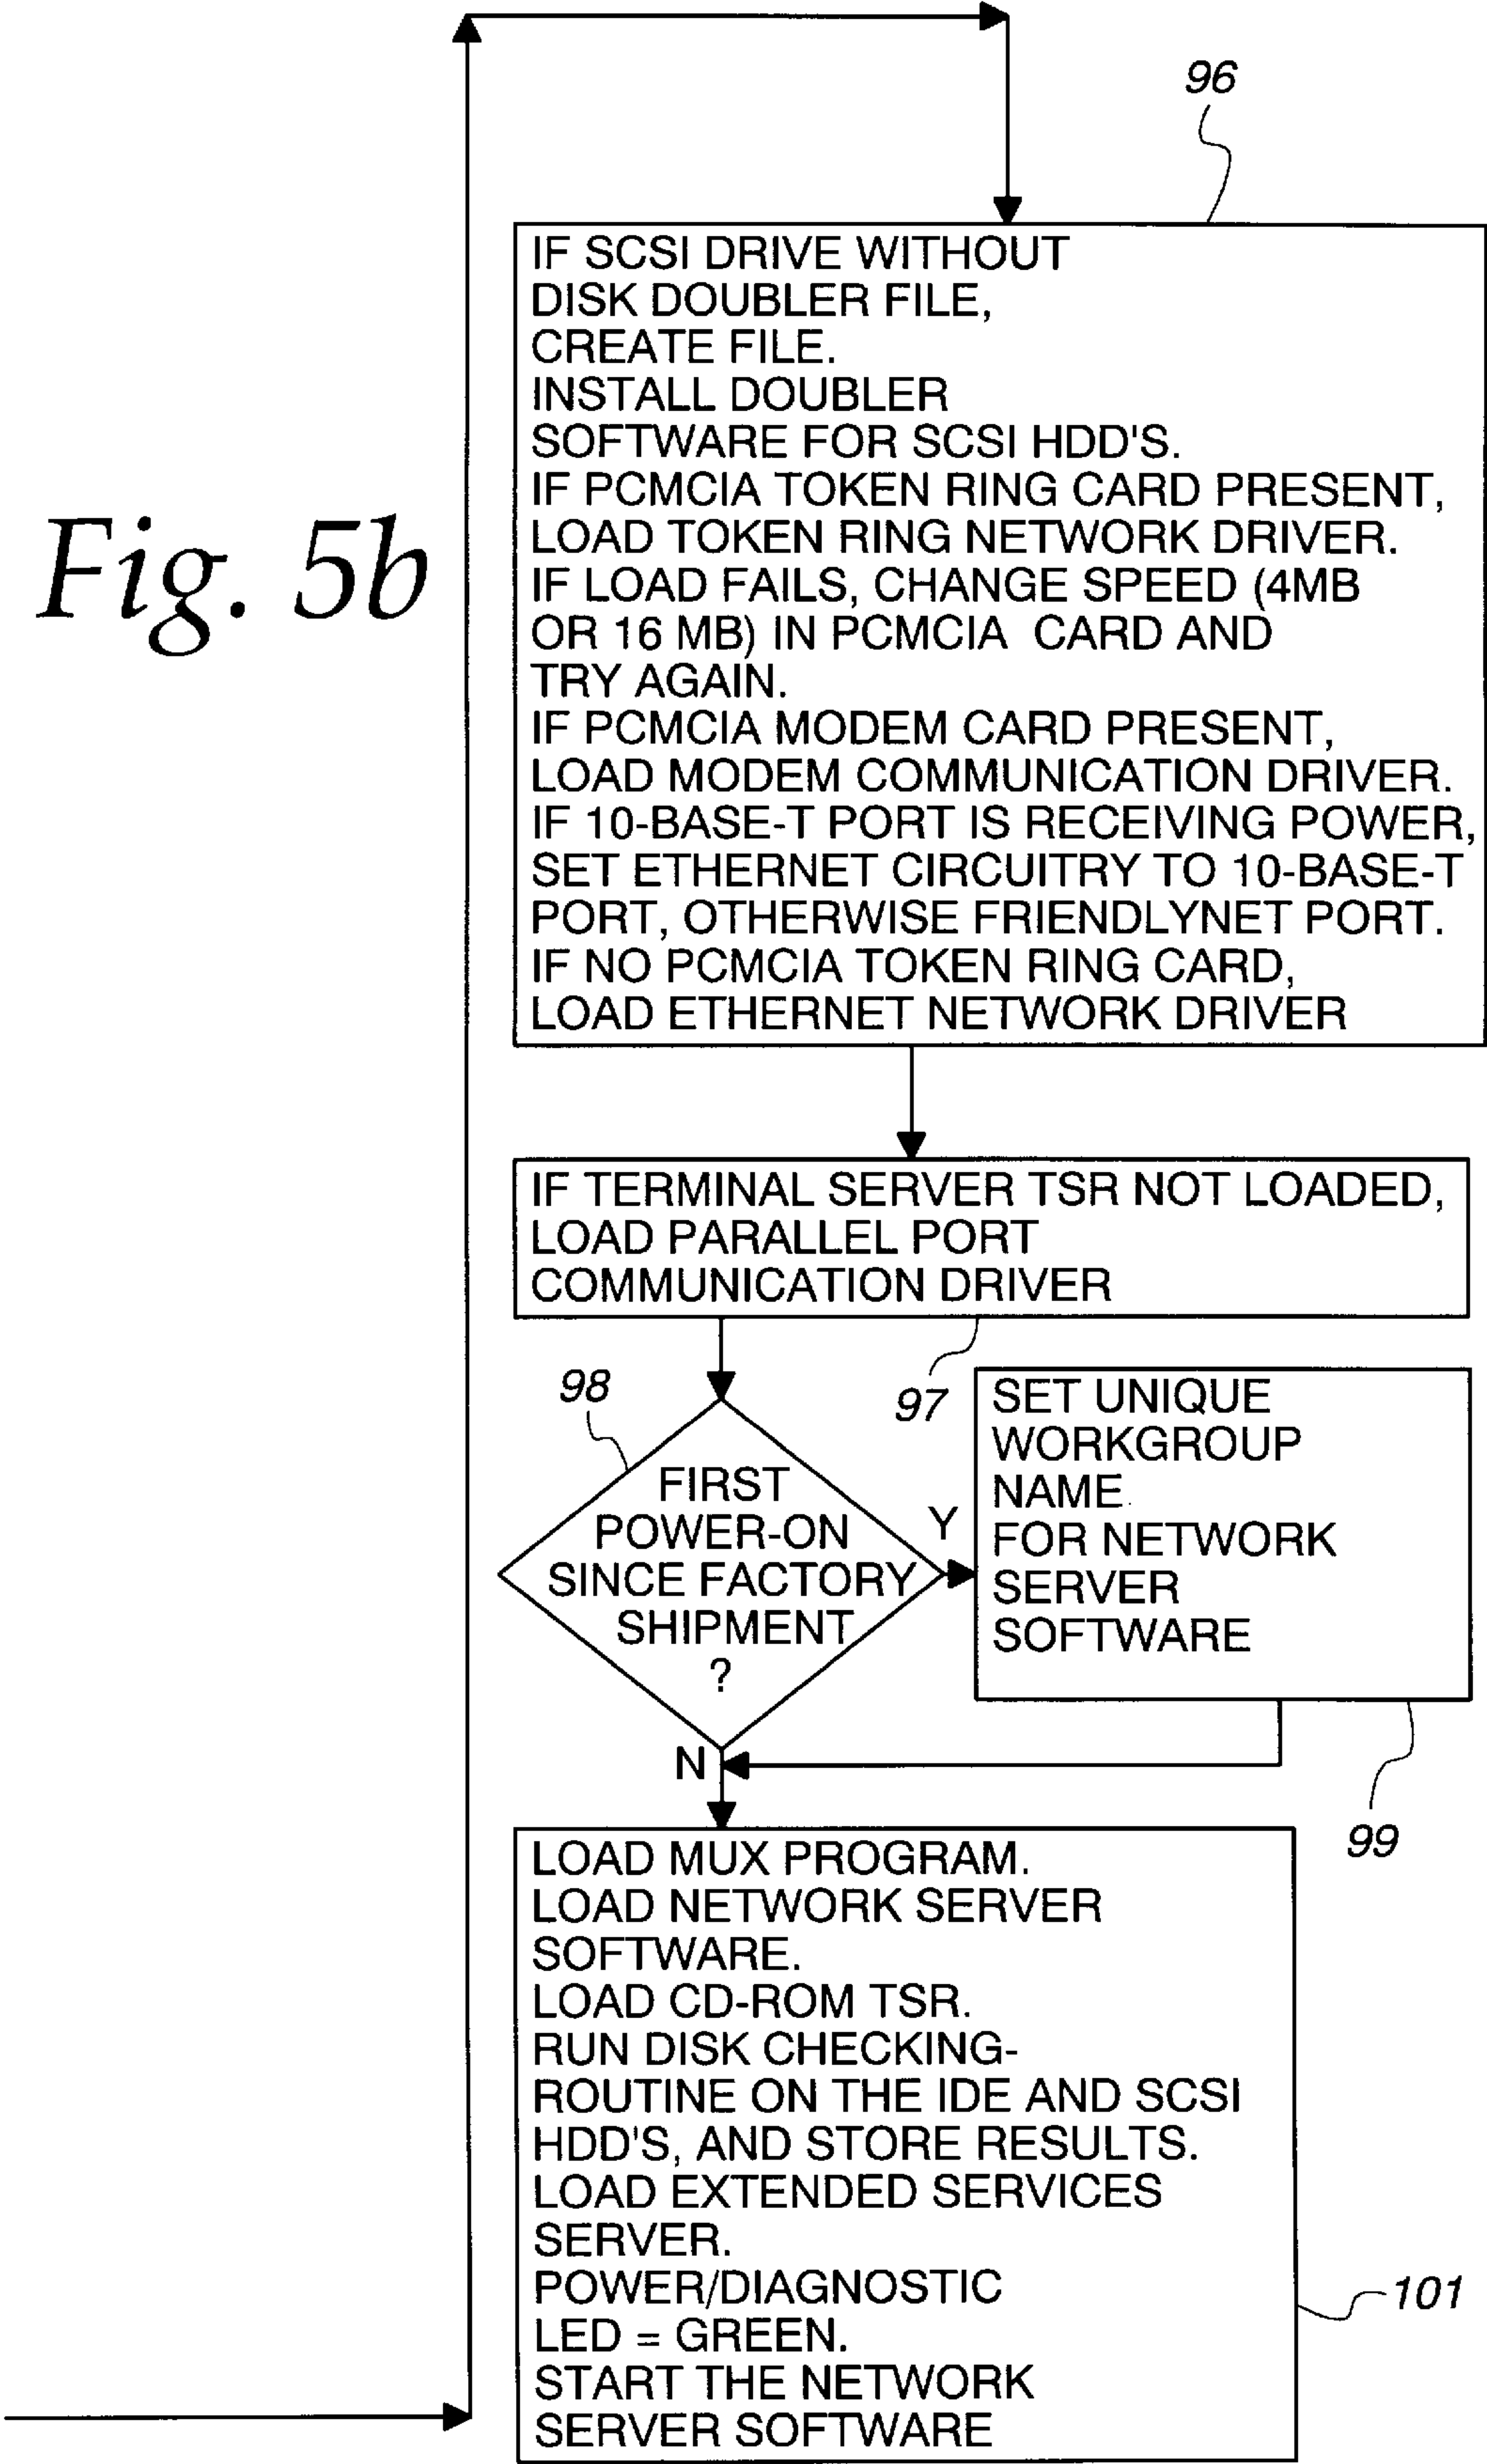 96
IF SCSI DRIVE WITHOUT
DISK DOUBLER FILE,
CREATE FILE.
INSTALL DOUBLER
SOFTWARE FOR SCSI HDD'S.
IF PCMCIA TOKEN RING CARD PRESENT,
LOAD TOKEN RING NETWORK DRIVER.
IF LOAD FAILS, CHANGE SPEED (4MB
OR 16 MB) IN PCMCIA CARD AND
TRY AGAIN.
IF PCMCIA MODEM CARD PRESENT,
LOAD MODEM COMMUNICATION DRIVER.
IF 10-BASE-T PORT IS RECEIVING POWER,
SET ETHERNET CIRCUITRY TO 10-BASE-T
PORT, OTHERWISE FRIENDLYNET PORT.
IF NO PCMCIA TOKEN RING CARD,
LOAD ETHERNET NETWORK DRIVER
Fig. 5b
IF TERMINAL SERVER TSR NOT LOADED,
LOAD PARALLEL PORT
COMMUNICATION DRIVER
97
98
FIRST
POWER-ON
SINCE FACTORY
SHIPMENT
?
Y
N
SET UNIQUE
WORKGROUP
NAME
FOR NETWORK
SERVER
SOFTWARE
99
LOAD MUX PROGRAM.
LOAD NETWORK SERVER
SOFTWARE.
LOAD CD-ROM TSR.
RUN DISK CHECKING-
ROUTINE ON THE IDE AND SCSI
HDD'S, AND STORE RESULTS.
LOAD EXTENDED SERVICES
SERVER.
POWER/DIAGNOSTIC
LED = GREEN.
START THE NETWORK
SERVER SOFTWARE
101